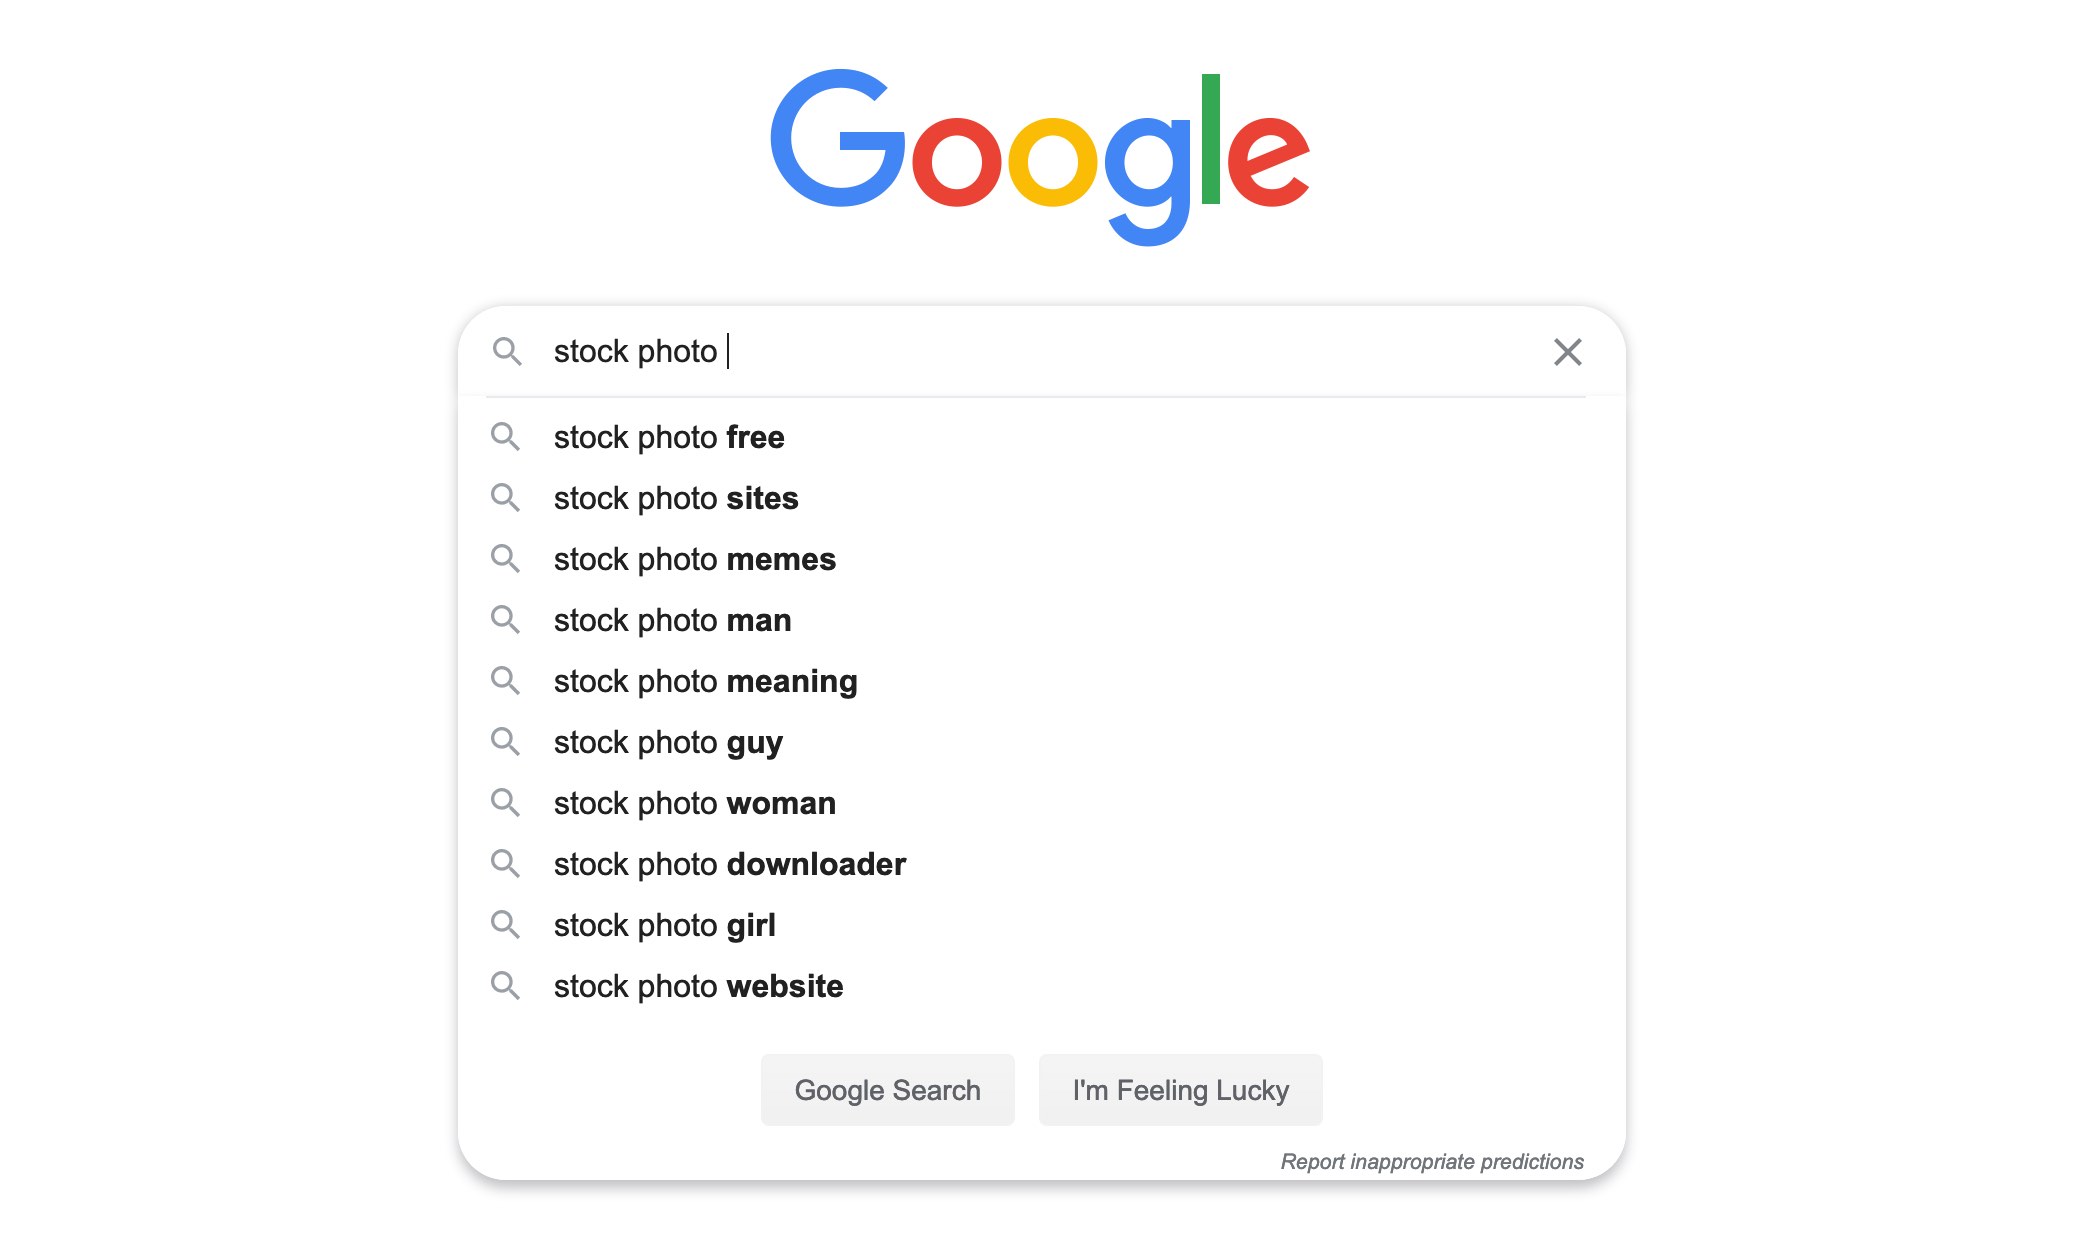 Google
stock photo
stock photo free
stock photo sites
stock photo memes
stock photo man
stock photo meaning
stock photo guy
stock photo woman
stock photo downloader
stock photo girl
stock photo website
Google Search I'm Feeling Lucky
Report inappropriate predictions